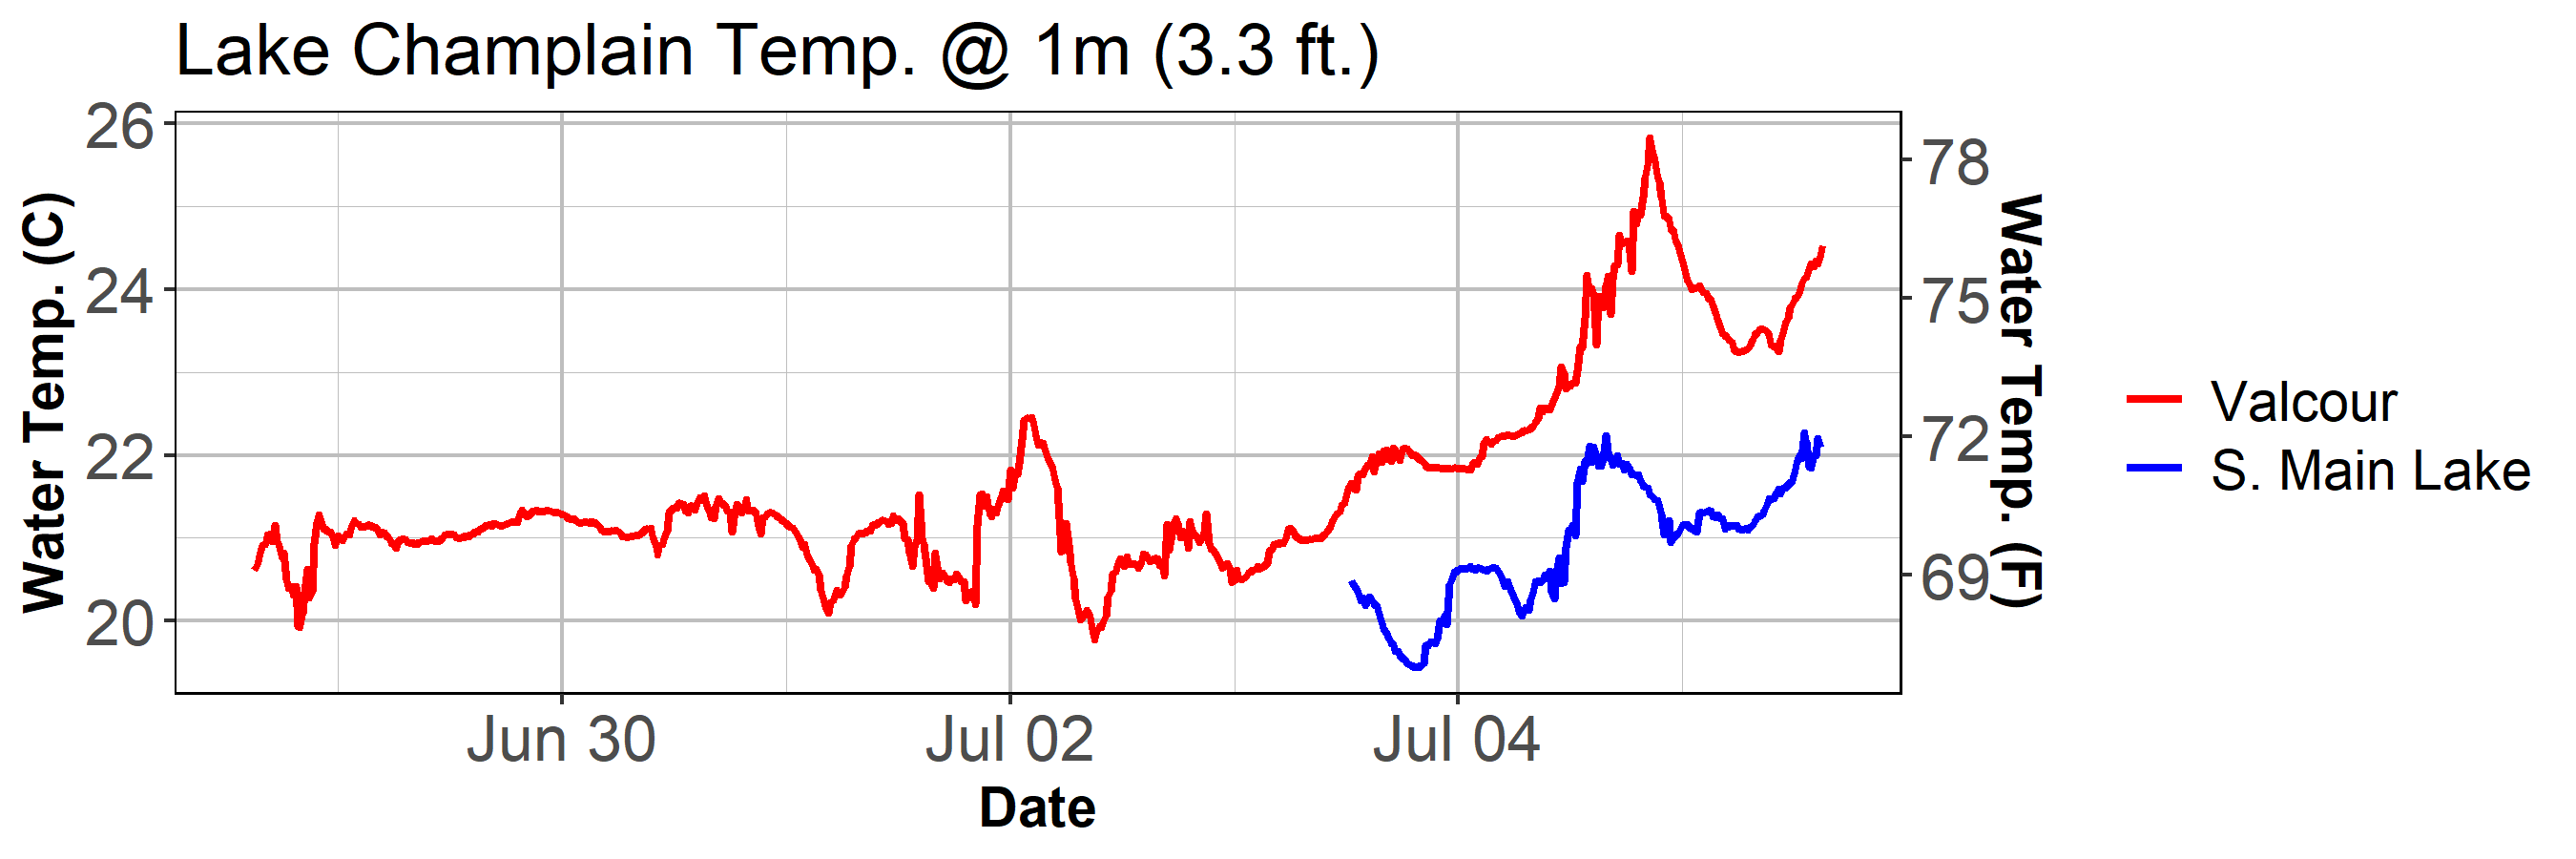 Lake Champlain Temp. @ 1m (3.3 ft.)
Water Temp. (C)
26
24
22
20
78
75
72
69
Water Temp. (F)
Jun 30
Jul 02
Jul 04
Date
Valcour
S. Main Lake